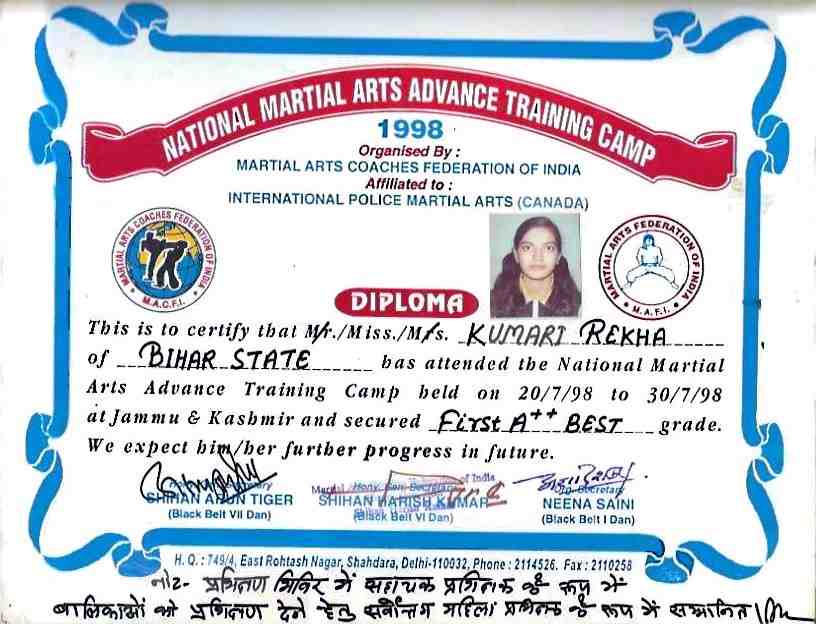 NATIONAL MARTIAL ARTS ADVANCE TRAINING CAMP
1998
Organised By :
MARTIAL ARTS COACHES FEDERATION OF INDIA
Affiliated to :
INTERNATIONAL POLICE MARTIAL ARTS (CANADA)
MARTIAL ARTS COACHES FEDERATION OF INDIA
M.A.C.F.I.
MARTIAL ARTS FEDERATION OF INDIA
M.A.F.I.
DIPLOMA
This is to certify that Mr./Miss./M/s. KUMARI REKHA
of BIHAR STATE has attended the National Martial
Arts Advance Training Camp held on 20/7/98 to 30/7/98
at Jammu & Kashmir and secured First A++ BEST grade.
We expect him/her further progress in future.
SHIHAN ARUN TIGER
(Black Belt VII Dan)
Hony. Gen. Secretary
SHIHAN HARISH KUMAR
(Black Belt VI Dan)
Secretary
NEENA SAINI
(Black Belt I Dan)
H. Q. : 749/4, East Rohtash Nagar, Shahdara, Delhi-110032, Phone : 2114526. Fax : 2110258
नोट- प्रशिक्षण शिविर में सहायक प्रशिक्षक के रूप में
बालिकाओं को प्रशिक्षण देने हेतु सर्वोत्तम महिला प्रशिक्षक के रूप में सम्मानित।